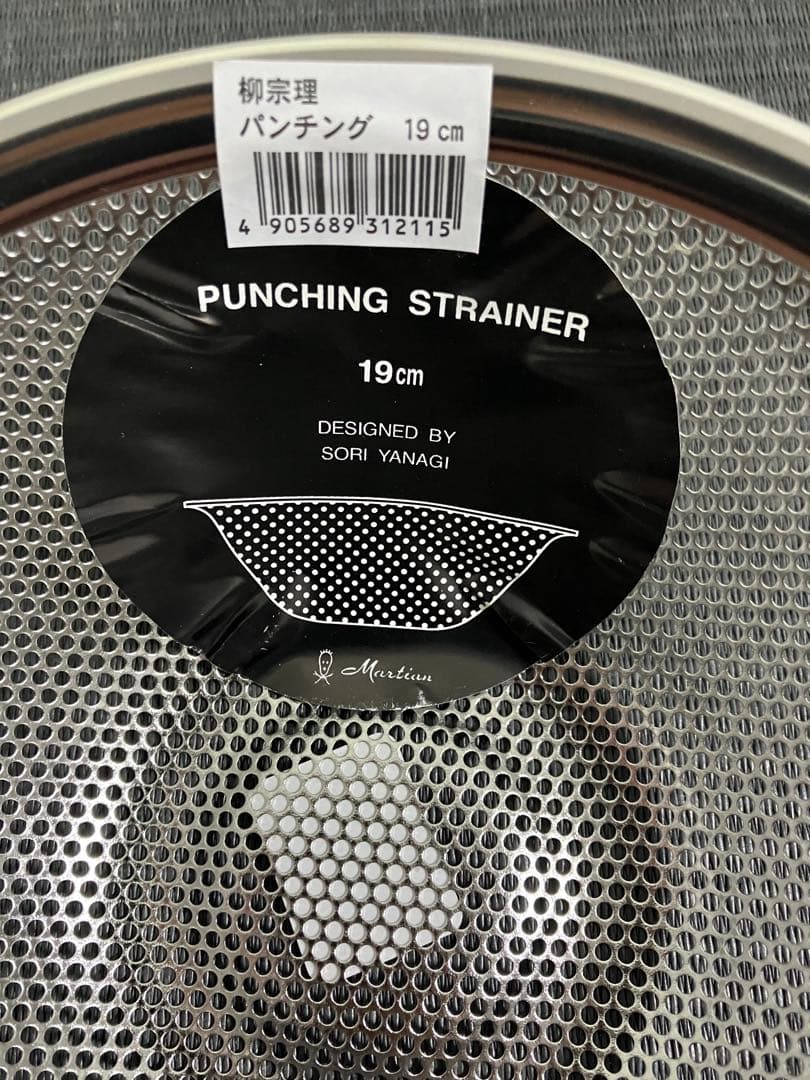 柳宗理
パンチング 19cm
4 905689 312115
PUNCHING STRAINER
19cm
DESIGNED BY
SORI YANAGI
Martian